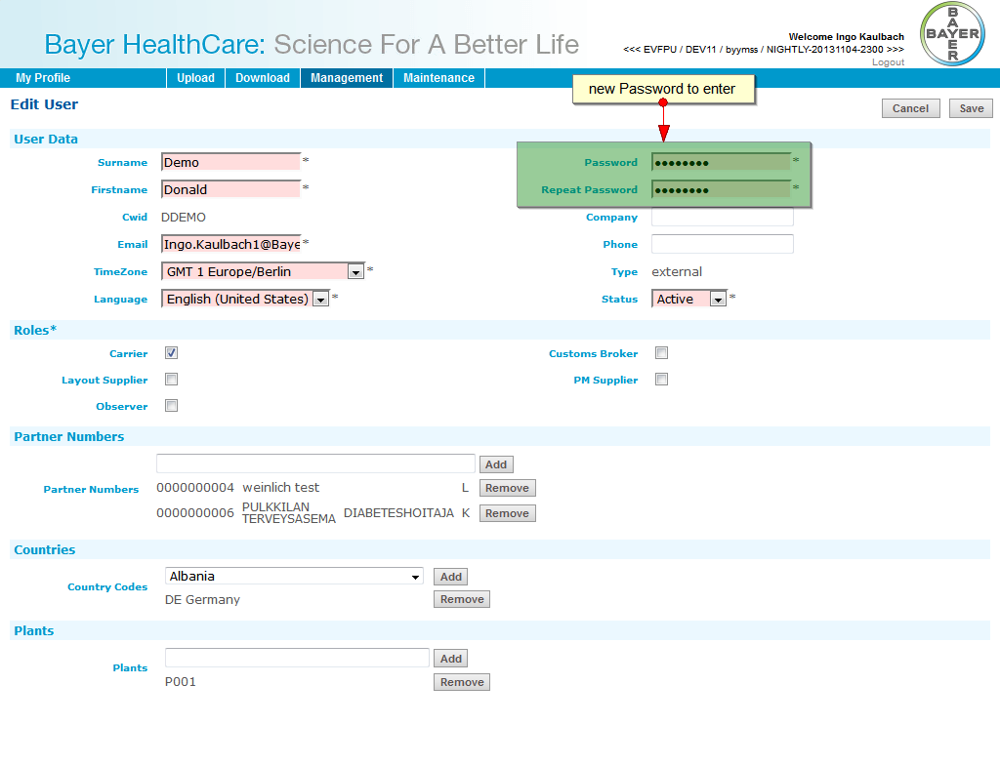 Bayer HealthCare: Science For A Better Life
Welcome Ingo Kaulbach
<<< EVFPU / DEV11 / byymss / NIGHTLY-20131104-2300 >>>
Logout
BAYER
BAYER
My Profile Upload Download Management Maintenance
new Password to enter
Edit User
Cancel Save
User Data
Surname Demo * Password ●●●●●●●● *
Firstname Donald * Repeat Password ●●●●●●●● *
Cwid DDEMO Company
Email Ingo.Kaulbach1@Baye * Phone
TimeZone GMT 1 Europe/Berlin * Type external
Language English (United States) * Status Active *
Roles*
Carrier Customs Broker
Layout Supplier PM Supplier
Observer
Partner Numbers
Add
Partner Numbers 0000000004 weinlich test L Remove
0000000006 PULKKILAN TERVEYSASEMA DIABETESHOITAJA K Remove
Countries
Country Codes Albania Add
DE Germany Remove
Plants
Plants Add
P001 Remove